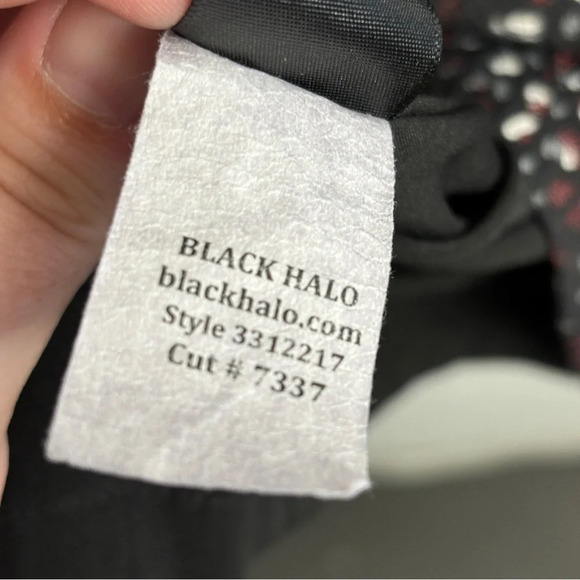 BLACK HALO
blackhalo.com
Style 3312217
Cut # 7337